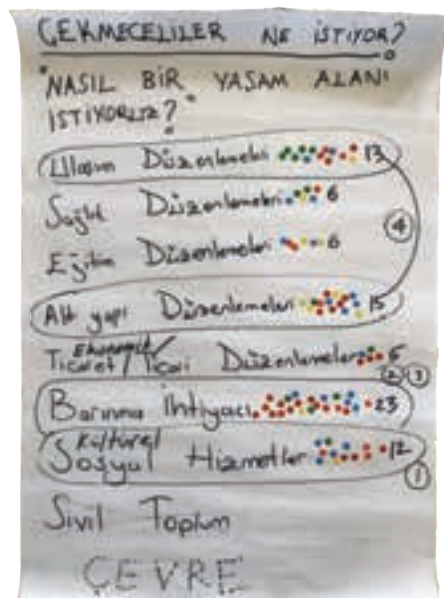 ÇEKMECELİLER NE İSTİYOR?
"NASIL BİR YAŞAM ALANI
İSTİYORUZ?"
Ulaşım Düzenlemeleri 13
Sağlık Düzenlemeleri 6
Eğitim Düzenlemeleri 6
④
Alt yapı Düzenlemeleri 15
Ekonomik/
Ticaret/Ticari Düzenlemeler 5
② ③
Barınma İhtiyacı 23
Kültürel
Sosyal Hizmetler 12
①
Sivil Toplum
ÇEVRE